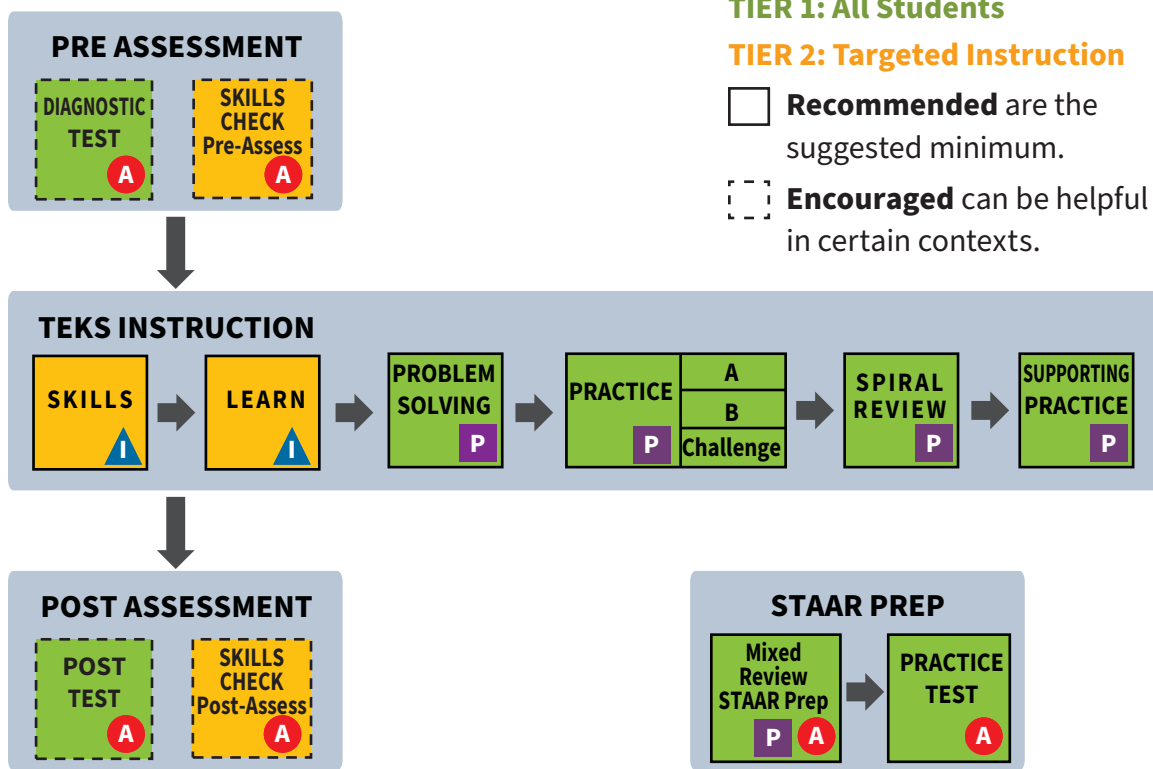 TIER 1: All Students
TIER 2: Targeted Instruction
Recommended are the
suggested minimum.
Encouraged can be helpful
in certain contexts.
PRE ASSESSMENT
DIAGNOSTIC
TEST
A
SKILLS
CHECK
Pre-Assess
A
TEKS INSTRUCTION
SKILLS
I
LEARN
I
PROBLEM
SOLVING
P
PRACTICE
P
A
B
Challenge
SPIRAL
REVIEW
P
SUPPORTING
PRACTICE
P
POST ASSESSMENT
POST
TEST
A
SKILLS
CHECK
Post-Assess
A
STAAR PREP
Mixed
Review
STAAR Prep
P A
PRACTICE
TEST
A